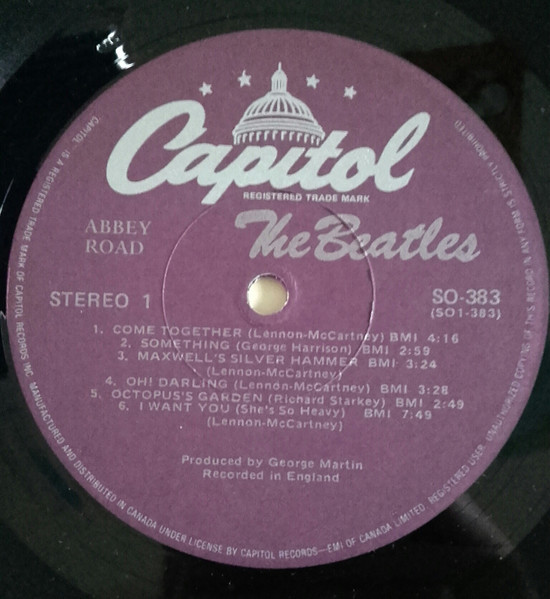 Capitol
REGISTERED TRADE MARK
ABBEY
ROAD
The Beatles
STEREO 1
SO-383
(SO1-383)
1. COME TOGETHER (Lennon-McCartney) BMI 4:16
2. SOMETHING (George Harrison) BMI 2:59
3. MAXWELL'S SILVER HAMMER BMI 3:24
(Lennon-McCartney)
4. OH! DARLING (Lennon-McCartney) BMI 3:28
5. OCTOPUS'S GARDEN (Richard Starkey) BMI 2:49
6. I WANT YOU (She's So Heavy) BMI 7:49
(Lennon-McCartney)
Produced by George Martin
Recorded in England
CAPITOL IS A REGISTERED TRADE MARK OF CAPITOL RECORDS INC. MANUFACTURED AND DISTRIBUTED IN CANADA UNDER LICENSE BY CAPITOL RECORDS—EMI OF CANADA LIMITED, REGISTERED USER. UNAUTHORIZED COPYING OF THIS RECORD IN ANY FORM IS STRICTLY PROHIBITED